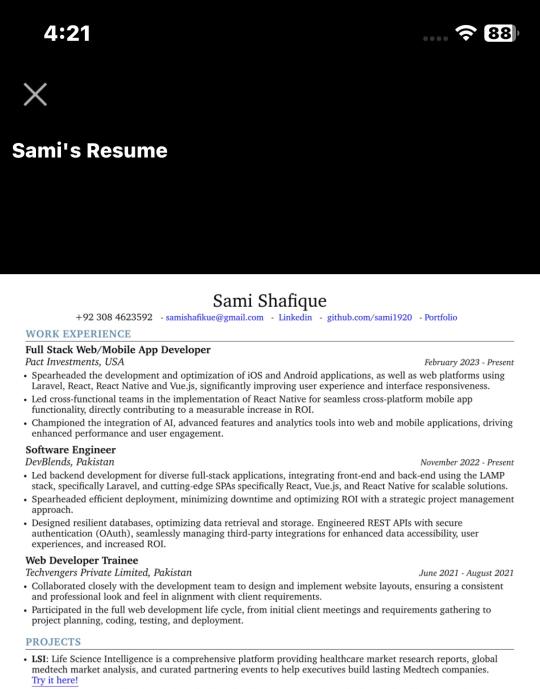 4:21
88
Sami's Resume
Sami Shafique
+92 308 4623592 - samishafikue@gmail.com - Linkedin - github.com/sami1920 - Portfolio
WORK EXPERIENCE
Full Stack Web/Mobile App Developer
Pact Investments, USA February 2023 - Present
• Spearheaded the development and optimization of iOS and Android applications, as well as web platforms using
Laravel, React, React Native and Vue.js, significantly improving user experience and interface responsiveness.
• Led cross-functional teams in the implementation of React Native for seamless cross-platform mobile app
functionality, directly contributing to a measurable increase in ROI.
• Championed the integration of AI, advanced features and analytics tools into web and mobile applications, driving
enhanced performance and user engagement.
Software Engineer
DevBlends, Pakistan November 2022 - Present
• Led backend development for diverse full-stack applications, integrating front-end and back-end using the LAMP
stack, specifically Laravel, and cutting-edge SPAs specifically React, Vue.js, and React Native for scalable solutions.
• Spearheaded efficient deployment, minimizing downtime and optimizing ROI with a strategic project management
approach.
• Designed resilient databases, optimizing data retrieval and storage. Engineered REST APIs with secure
authentication (OAuth), seamlessly managing third-party integrations for enhanced data accessibility, user
experiences, and increased ROI.
Web Developer Trainee
Techvengers Private Limited, Pakistan June 2021 - August 2021
• Collaborated closely with the development team to design and implement website layouts, ensuring a consistent
and professional look and feel in alignment with client requirements.
• Participated in the full web development life cycle, from initial client meetings and requirements gathering to
project planning, coding, testing, and deployment.
PROJECTS
• LSI: Life Science Intelligence is a comprehensive platform providing healthcare market research reports, global
medtech market analysis, and curated partnering events to help executives build lasting Medtech companies.
Try it here!